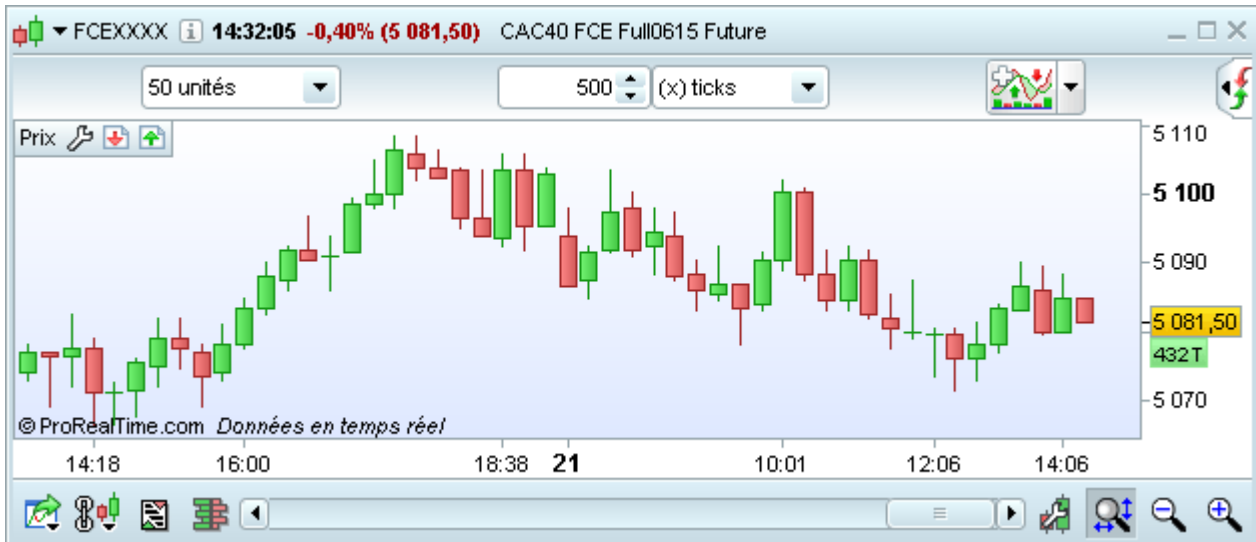 FCEXXXX 14:32:05 -0,40% (5 081,50) CAC40 FCE Full0615 Future
50 unités 500 (x) ticks
Prix
5 110
5 100
5 090
5 081,50
432T
5 070
© ProRealTime.com Données en temps réel
14:18 16:00 18:38 21 10:01 12:06 14:06